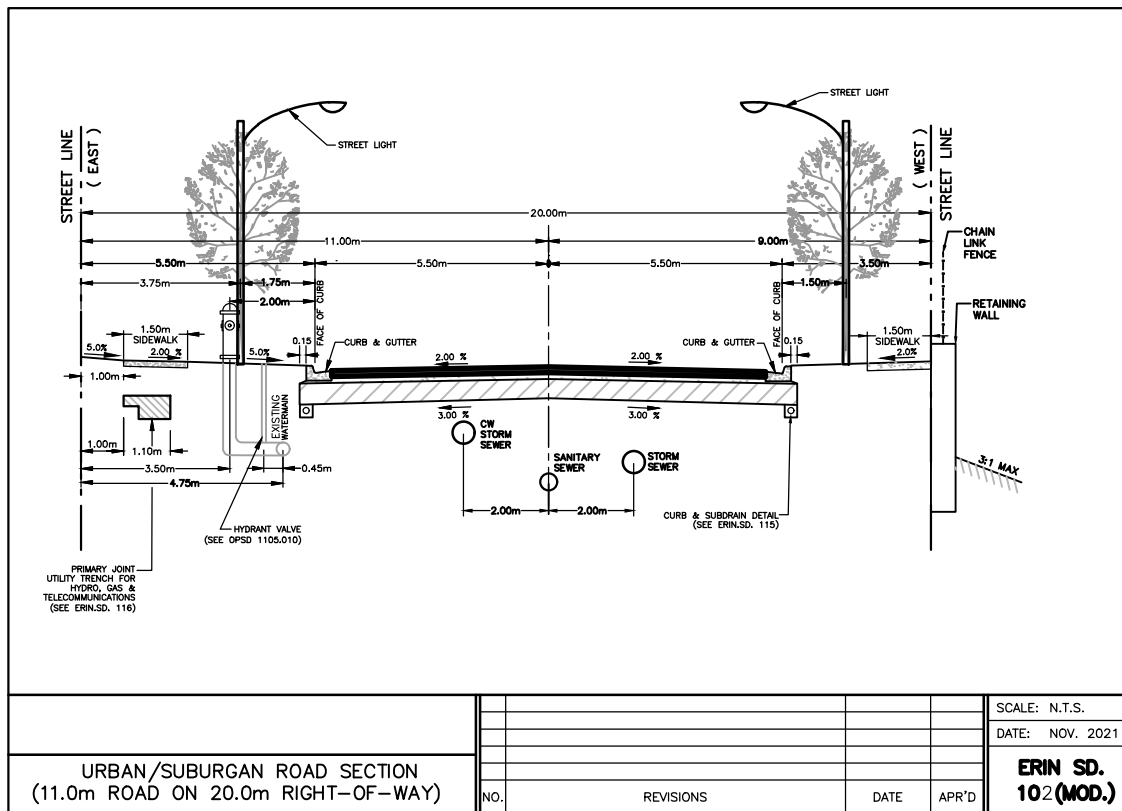 STREET LIGHT
STREET LIGHT
STREET LINE
( EAST )
( WEST )
STREET LINE
20.00m
11.00m
9.00m
CHAIN
LINK
FENCE
5.50m
5.50m
5.50m
3.50m
3.75m
1.75m
1.50m
2.00m
FACE OF CURB
FACE OF CURB
RETAINING
WALL
1.50m
SIDEWALK
0.15
CURB & GUTTER
CURB & GUTTER
0.15
1.50m
SIDEWALK
5.0%
2.00 %
5.0%
2.00 %
2.00 %
2.0%
1.00m
3.00 %
3.00 %
EXISTING
WATERMAIN
CW
STORM
SEWER
1.00m
1.10m
SANITARY
SEWER
STORM
SEWER
3:1 MAX
3.50m
0.45m
4.75m
2.00m
2.00m
CURB & SUBDRAIN DETAIL
(SEE ERIN.SD. 115)
HYDRANT VALVE
(SEE OPSD 1105.010)
PRIMARY JOINT
UTILITY TRENCH FOR
HYDRO, GAS &
TELECOMMUNICATIONS
(SEE ERIN.SD. 116)
SCALE: N.T.S.
DATE: NOV. 2021
URBAN/SUBURGAN ROAD SECTION
(11.0m ROAD ON 20.0m RIGHT-OF-WAY)
NO. REVISIONS DATE APR'D
ERIN SD.
102(MOD.)